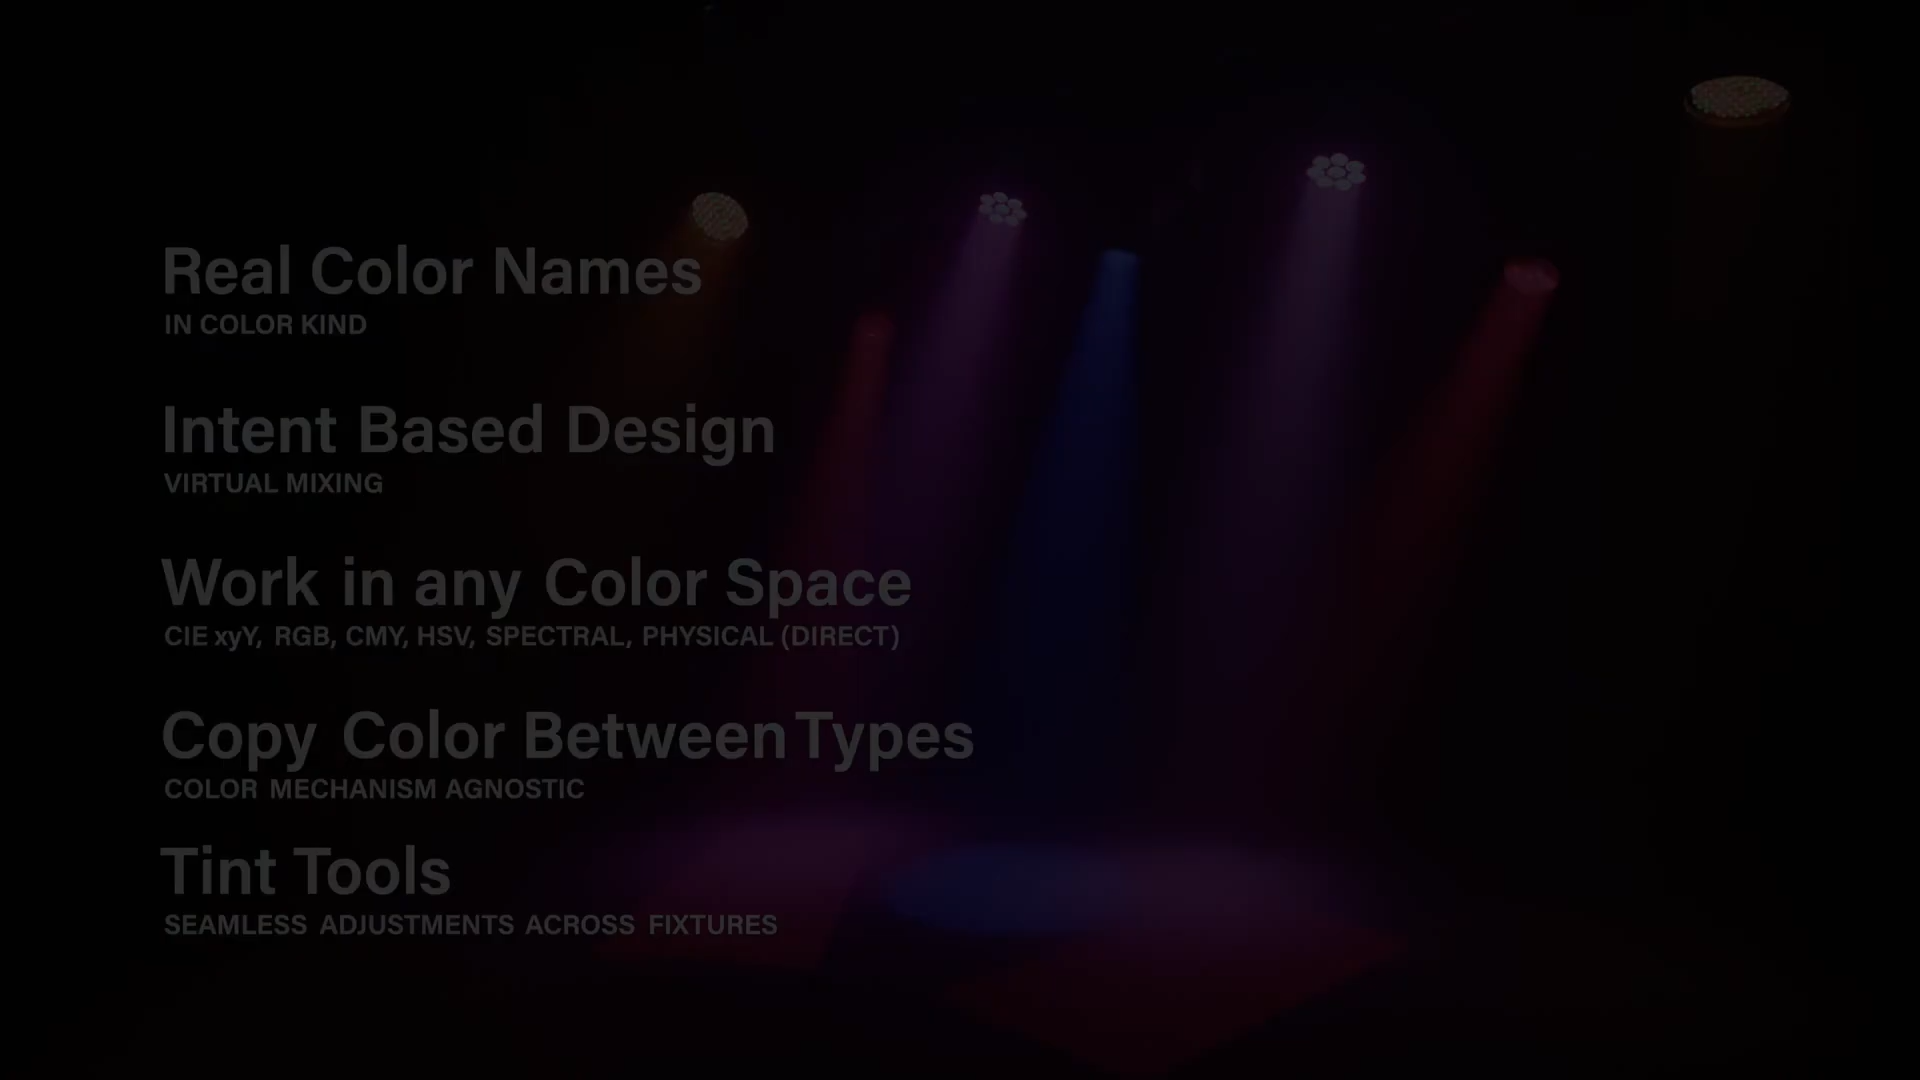 Real Color Names
IN COLOR KIND
Intent Based Design
VIRTUAL MIXING
Work in any Color Space
CIE xyY, RGB, CMY, HSV, SPECTRAL, PHYSICAL (DIRECT)
Copy Color Between Types
COLOR MECHANISM AGNOSTIC
Tint Tools
SEAMLESS ADJUSTMENTS ACROSS FIXTURES